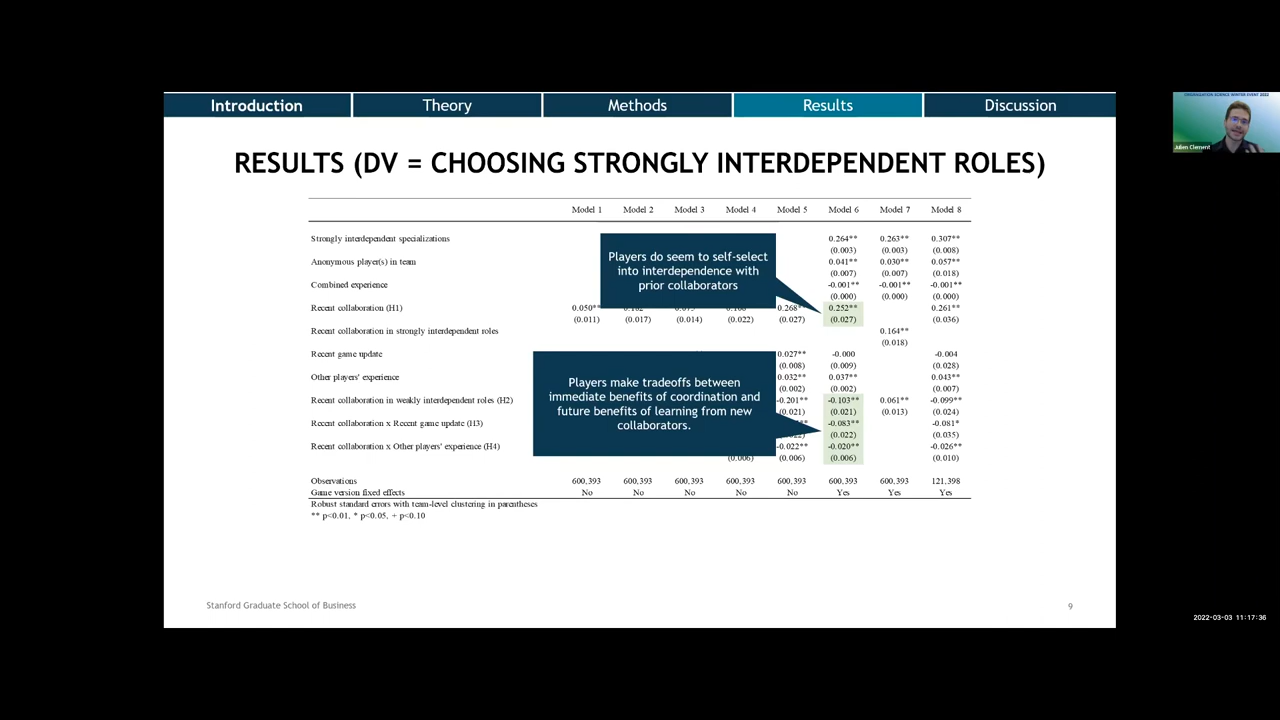 Introduction Theory Methods Results Discussion
ORGANIZATION SCIENCE WINTER EVENT 2022
Julien Clement
RESULTS (DV = CHOOSING STRONGLY INTERDEPENDENT ROLES)
Model 1 Model 2 Model 3 Model 4 Model 5 Model 6 Model 7 Model 8
Strongly interdependent specializations 0.264** 0.263** 0.307**
(0.003) (0.003) (0.008)
Anonymous player(s) in team 0.041** 0.030** 0.057**
(0.007) (0.007) (0.018)
Combined experience -0.001** -0.001** -0.001**
(0.000) (0.000) (0.000)
Players do seem to self-select
into interdependence with
prior collaborators
Recent collaboration (H1) 0.050** 0.268** 0.252** 0.261**
(0.011) (0.017) (0.014) (0.022) (0.027) (0.027) (0.036)
Recent collaboration in strongly interdependent roles 0.164**
(0.018)
Recent game update 0.027** -0.000 -0.004
(0.008) (0.009) (0.028)
Other players' experience 0.032** 0.037** 0.043**
(0.002) (0.002) (0.007)
Recent collaboration in weakly interdependent roles (H2) -0.201** -0.103** 0.061** -0.099**
(0.021) (0.021) (0.013) (0.024)
Recent collaboration x Recent game update (H3) -0.083** -0.081*
(0.022) (0.035)
Recent collaboration x Other players' experience (H4) -0.022** -0.020** -0.026**
(0.006) (0.006) (0.006) (0.010)
Players make tradeoffs between
immediate benefits of coordination and
future benefits of learning from new
collaborators.
Observations 600,393 600,393 600,393 600,393 600,393 600,393 600,393 121,398
Game version fixed effects No No No No No Yes Yes Yes
Robust standard errors with team-level clustering in parentheses
** p<0.01, * p<0.05, + p<0.10
Stanford Graduate School of Business 9
2022-03-03 11:17:36